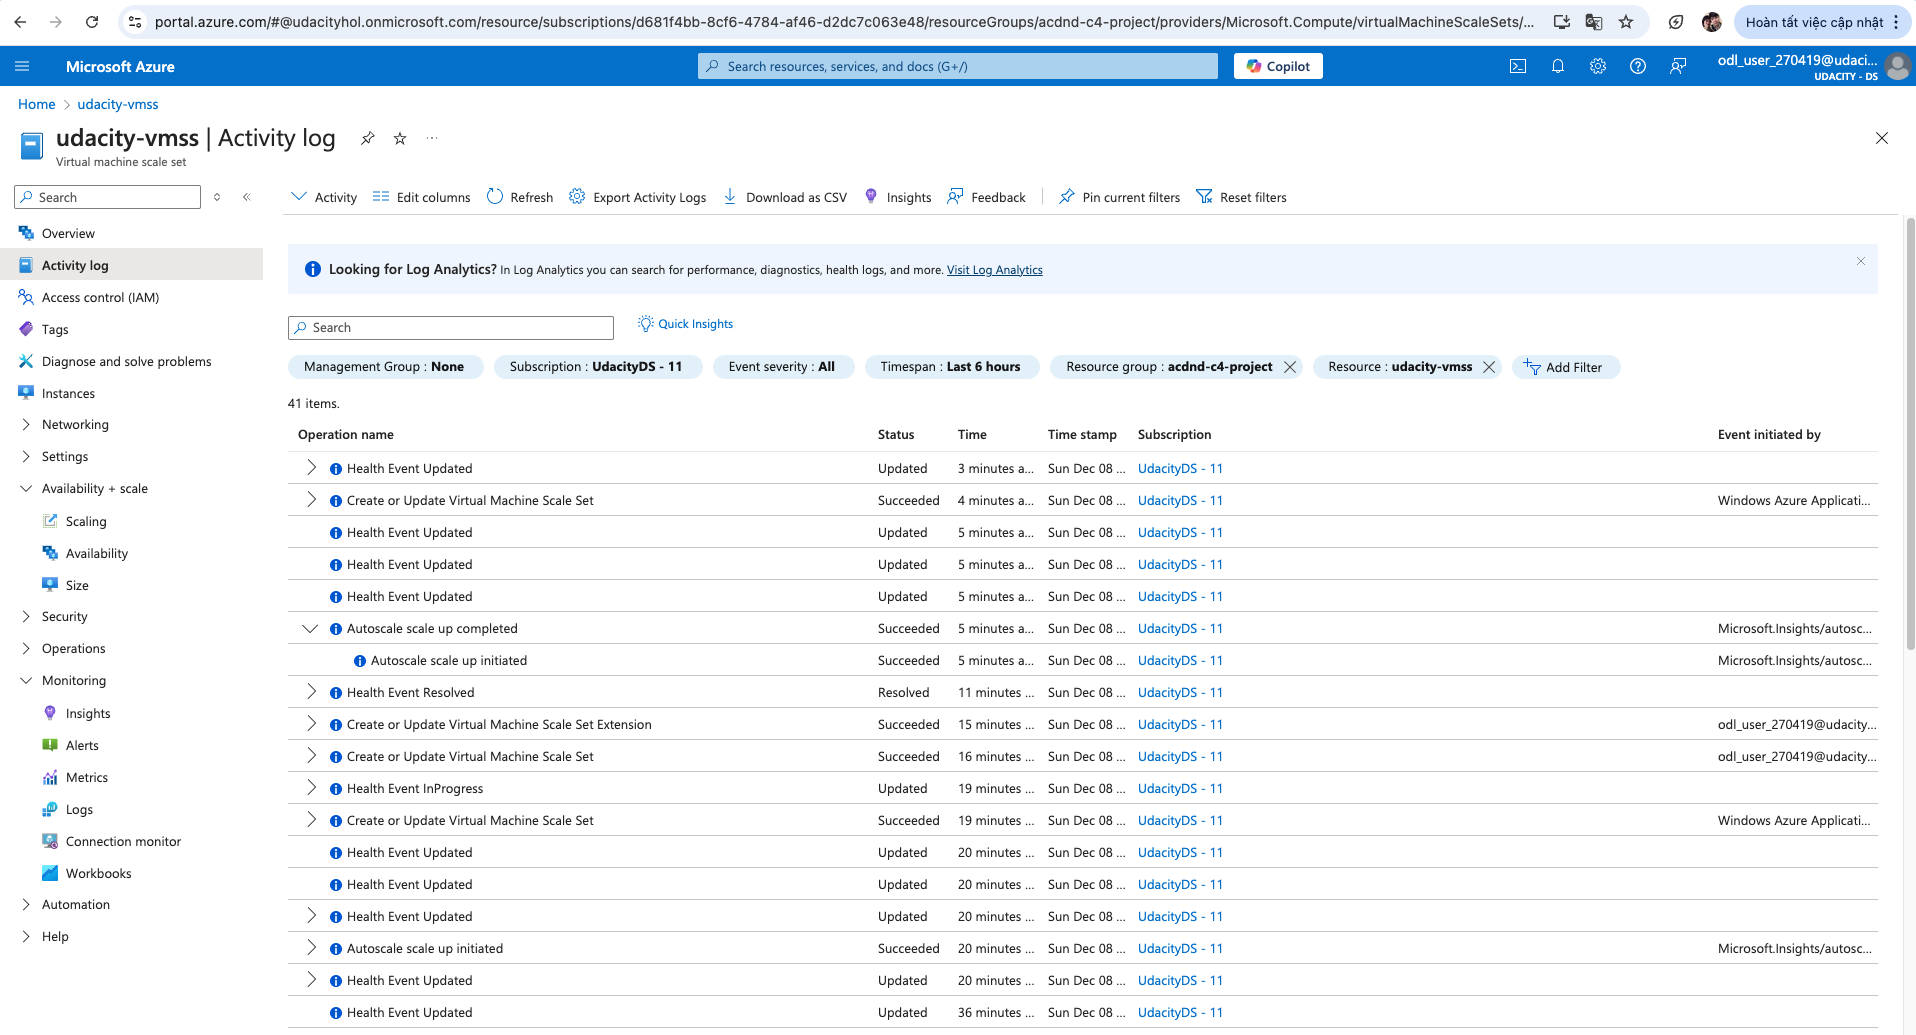 portal.azure.com/#@udacityhol.onmicrosoft.com/resource/subscriptions/d681f4bb-8cf6-4784-af46-d2dc7c063e48/resourceGroups/acdnd-c4-project/providers/Microsoft.Compute/virtualMachineScaleSets/...
Hoàn tất việc cập nhật
Microsoft Azure
Search resources, services, and docs (G+/)
Copilot
odl_user_270419@udaci...
UDACITY - DS
Home > udacity-vmss
udacity-vmss | Activity log
Virtual machine scale set
Search
Activity
Edit columns
Refresh
Export Activity Logs
Download as CSV
Insights
Feedback
Pin current filters
Reset filters
Overview
Activity log
Access control (IAM)
Tags
Diagnose and solve problems
Instances
Networking
Settings
Availability + scale
Scaling
Availability
Size
Security
Operations
Monitoring
Insights
Alerts
Metrics
Logs
Connection monitor
Workbooks
Automation
Help
Looking for Log Analytics? In Log Analytics you can search for performance, diagnostics, health logs, and more. Visit Log Analytics
Search
Quick Insights
Management Group : None
Subscription : UdacityDS - 11
Event severity : All
Timespan : Last 6 hours
Resource group : acdnd-c4-project
Resource : udacity-vmss
Add Filter
41 items.
Operation name Status Time Time stamp Subscription Event initiated by
Health Event Updated Updated 3 minutes a... Sun Dec 08 ... UdacityDS - 11
Create or Update Virtual Machine Scale Set Succeeded 4 minutes a... Sun Dec 08 ... UdacityDS - 11 Windows Azure Applicati...
Health Event Updated Updated 5 minutes a... Sun Dec 08 ... UdacityDS - 11
Health Event Updated Updated 5 minutes a... Sun Dec 08 ... UdacityDS - 11
Health Event Updated Updated 5 minutes a... Sun Dec 08 ... UdacityDS - 11
Autoscale scale up completed Succeeded 5 minutes a... Sun Dec 08 ... UdacityDS - 11 Microsoft.Insights/autosc...
Autoscale scale up initiated Succeeded 5 minutes a... Sun Dec 08 ... UdacityDS - 11 Microsoft.Insights/autosc...
Health Event Resolved Resolved 11 minutes ... Sun Dec 08 ... UdacityDS - 11
Create or Update Virtual Machine Scale Set Extension Succeeded 15 minutes ... Sun Dec 08 ... UdacityDS - 11 odl_user_270419@udacity...
Create or Update Virtual Machine Scale Set Succeeded 16 minutes ... Sun Dec 08 ... UdacityDS - 11 odl_user_270419@udacity...
Health Event InProgress Updated 19 minutes ... Sun Dec 08 ... UdacityDS - 11
Create or Update Virtual Machine Scale Set Succeeded 19 minutes ... Sun Dec 08 ... UdacityDS - 11 Windows Azure Applicati...
Health Event Updated Updated 20 minutes ... Sun Dec 08 ... UdacityDS - 11
Health Event Updated Updated 20 minutes ... Sun Dec 08 ... UdacityDS - 11
Health Event Updated Updated 20 minutes ... Sun Dec 08 ... UdacityDS - 11
Autoscale scale up initiated Succeeded 20 minutes ... Sun Dec 08 ... UdacityDS - 11 Microsoft.Insights/autosc...
Health Event Updated Updated 20 minutes ... Sun Dec 08 ... UdacityDS - 11
Health Event Updated Updated 36 minutes ... Sun Dec 08 ... UdacityDS - 11